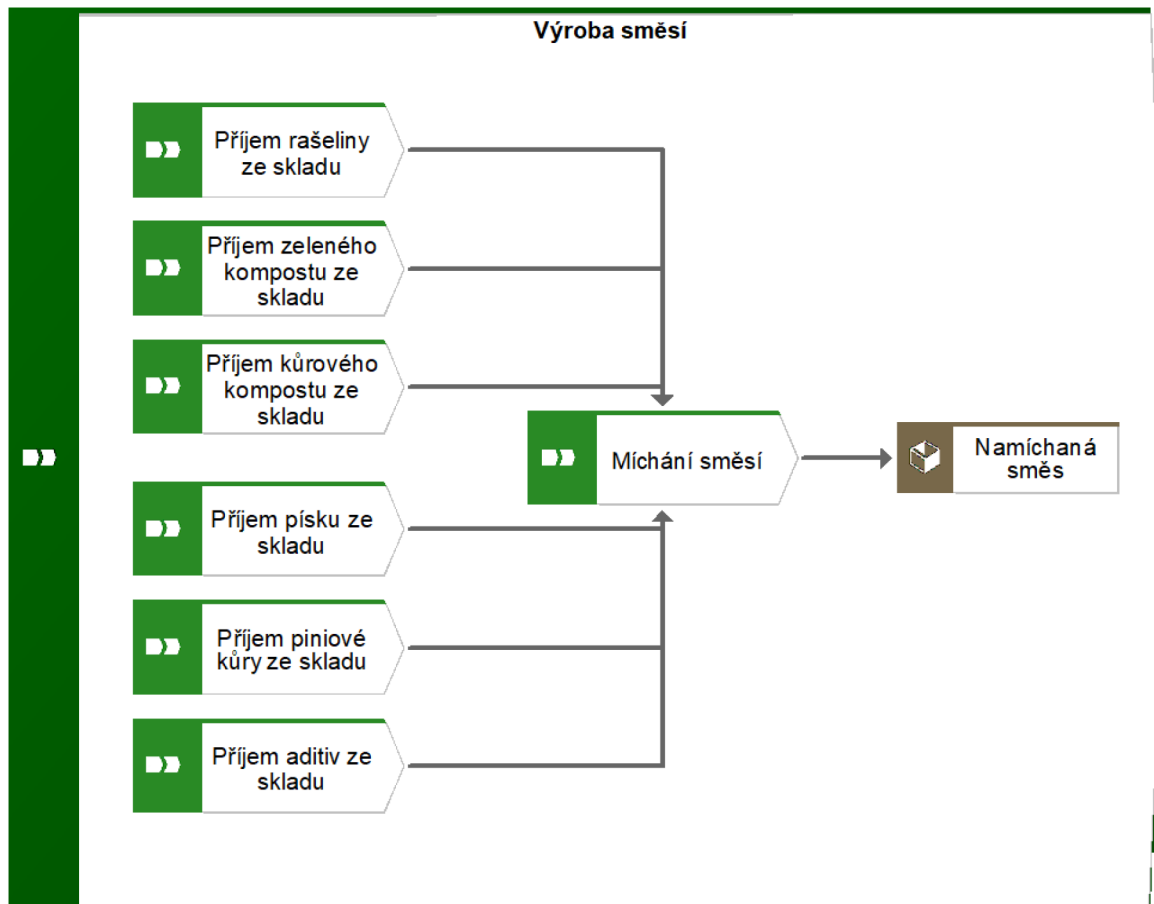 Výroba směsí
Příjem rašeliny
ze skladu
Příjem zeleného
kompostu ze
skladu
Příjem kůrového
kompostu ze
skladu
Míchání směsí
Namíchaná
směs
Příjem písku ze
skladu
Příjem piniové
kůry ze skladu
Příjem aditiv ze
skladu